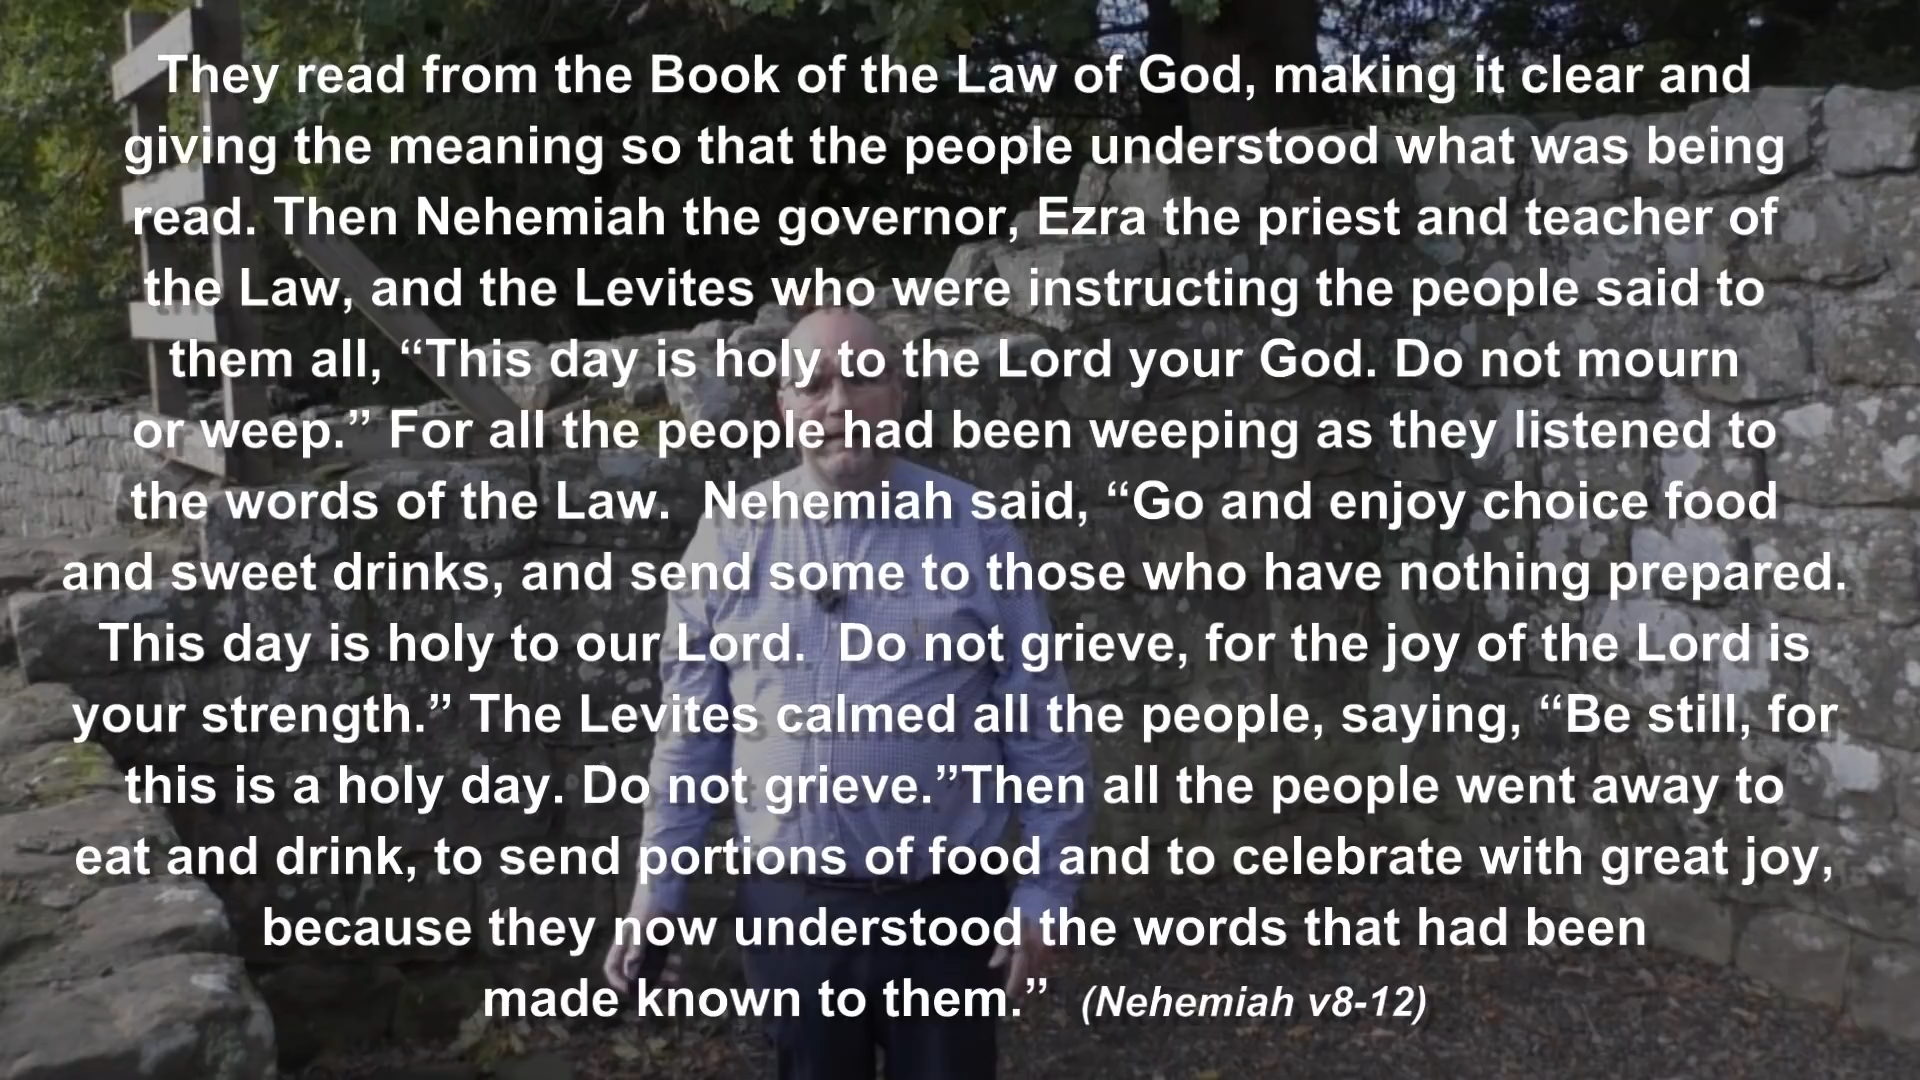 They read from the Book of the Law of God, making it clear and
giving the meaning so that the people understood what was being
read. Then Nehemiah the governor, Ezra the priest and teacher of
the Law, and the Levites who were instructing the people said to
them all, “This day is holy to the Lord your God. Do not mourn
or weep.” For all the people had been weeping as they listened to
the words of the Law.  Nehemiah said, “Go and enjoy choice food
and sweet drinks, and send some to those who have nothing prepared.
This day is holy to our Lord.  Do not grieve, for the joy of the Lord is
your strength.” The Levites calmed all the people, saying, “Be still, for
this is a holy day. Do not grieve.”Then all the people went away to
eat and drink, to send portions of food and to celebrate with great joy,
because they now understood the words that had been
made known to them.”  (Nehemiah v8-12)